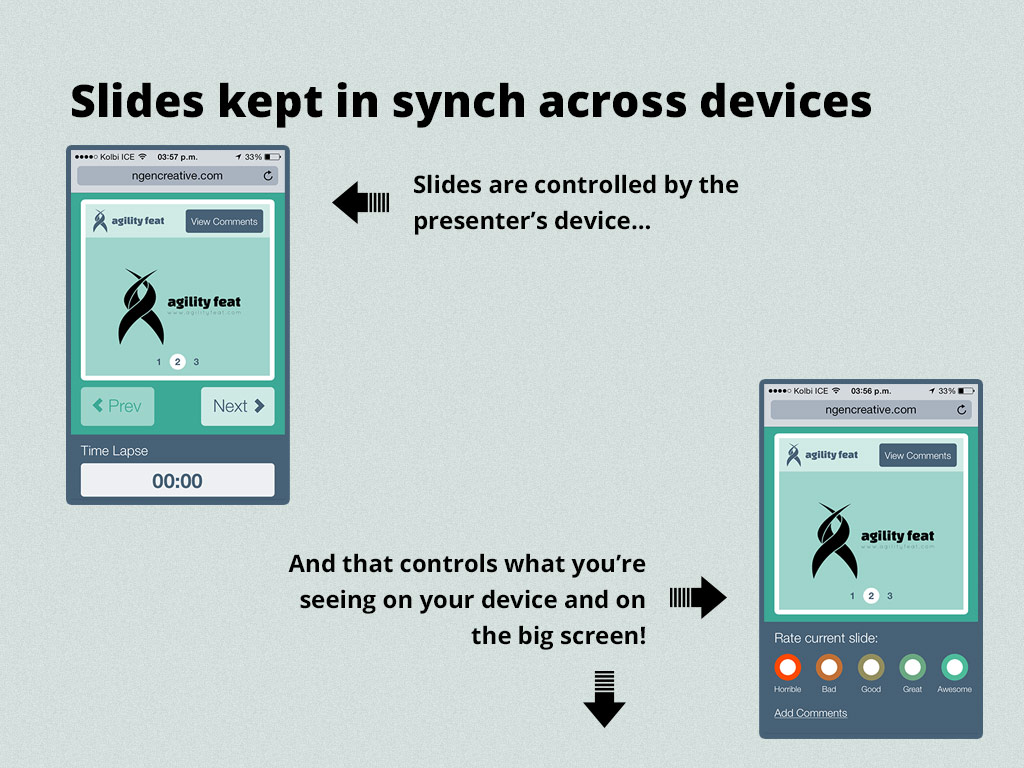 Slides kept in synch across devices
Kolbi ICE 03:57 p.m. 33%
ngencreative.com
agility feat View Comments
agility feat
www.agilityfeat.com
1 2 3
Prev Next
Time Lapse
00:00
Slides are controlled by the
presenter’s device...
And that controls what you’re
seeing on your device and on
the big screen!
Kolbi ICE 03:56 p.m. 33%
ngencreative.com
agility feat View Comments
agility feat
www.agilityfeat.com
1 2 3
Rate current slide:
Horrible Bad Good Great Awesome
Add Comments